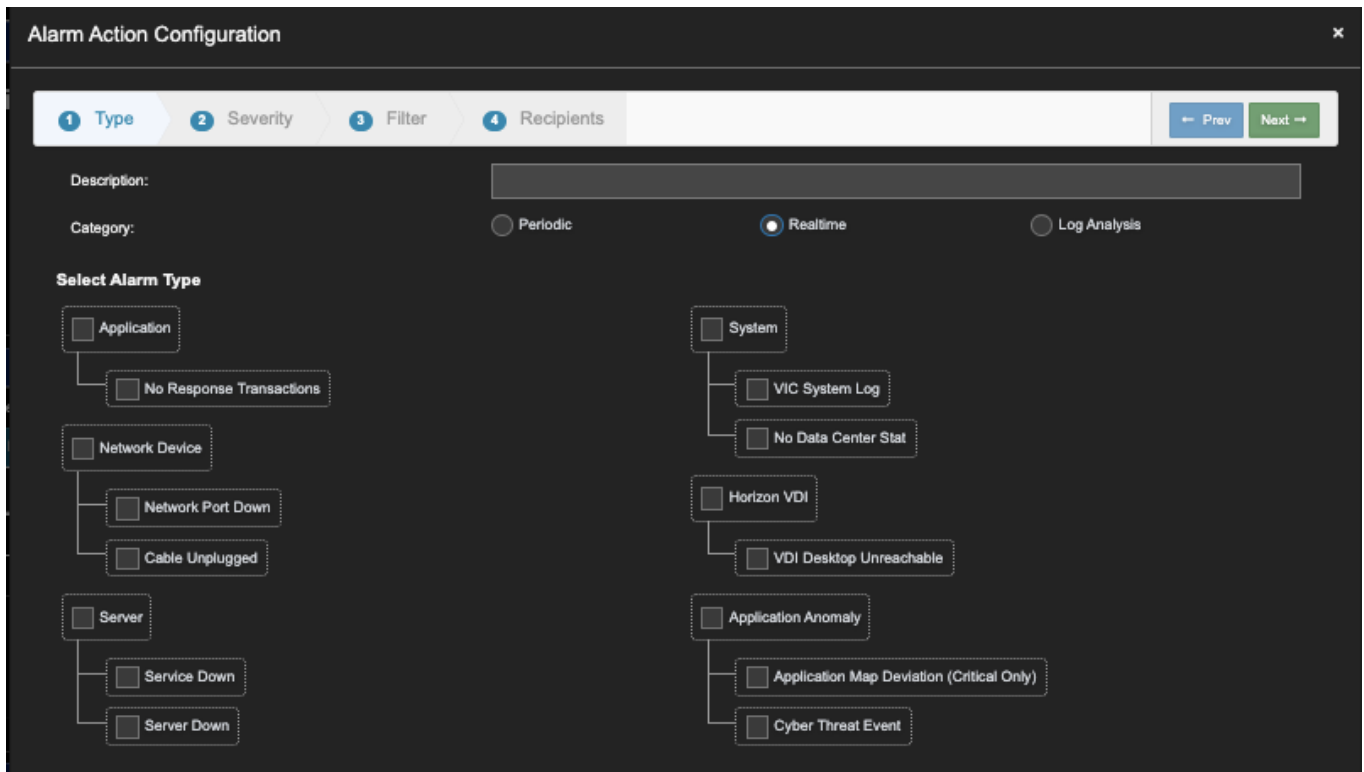 Alarm Action Configuration ×
1 Type 2 Severity 3 Filter 4 Recipients ← Prev Next →
Description:
Category: Periodic Realtime Log Analysis
Select Alarm Type
Application
No Response Transactions
Network Device
Network Port Down
Cable Unplugged
Server
Service Down
Server Down
System
VIC System Log
No Data Center Stat
Horizon VDI
VDI Desktop Unreachable
Application Anomaly
Application Map Deviation (Critical Only)
Cyber Threat Event